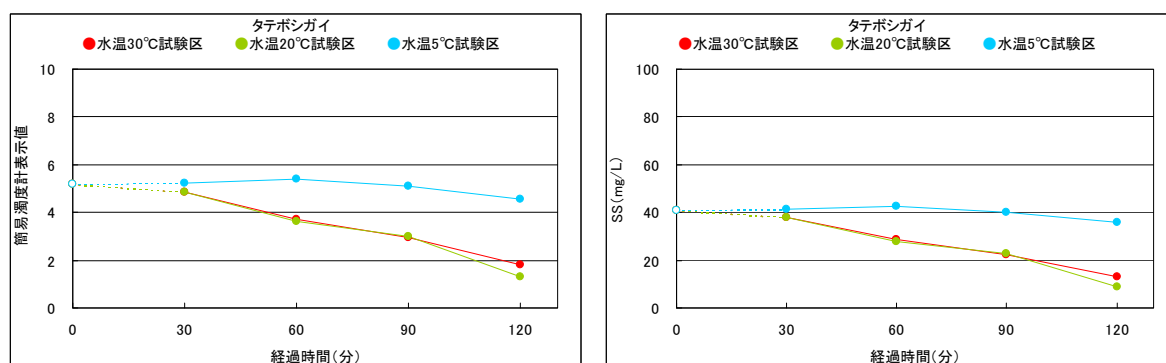 タテボシガイ
●水温30℃試験区 ●水温20℃試験区 ●水温5℃試験区
10
8
6
4
2
0
簡易濁度計表示値
0 30 60 90 120
経過時間(分)
タテボシガイ
●水温30℃試験区 ●水温20℃試験区 ●水温5℃試験区
100
80
60
40
20
0
SS(mg/L)
0 30 60 90 120
経過時間(分)